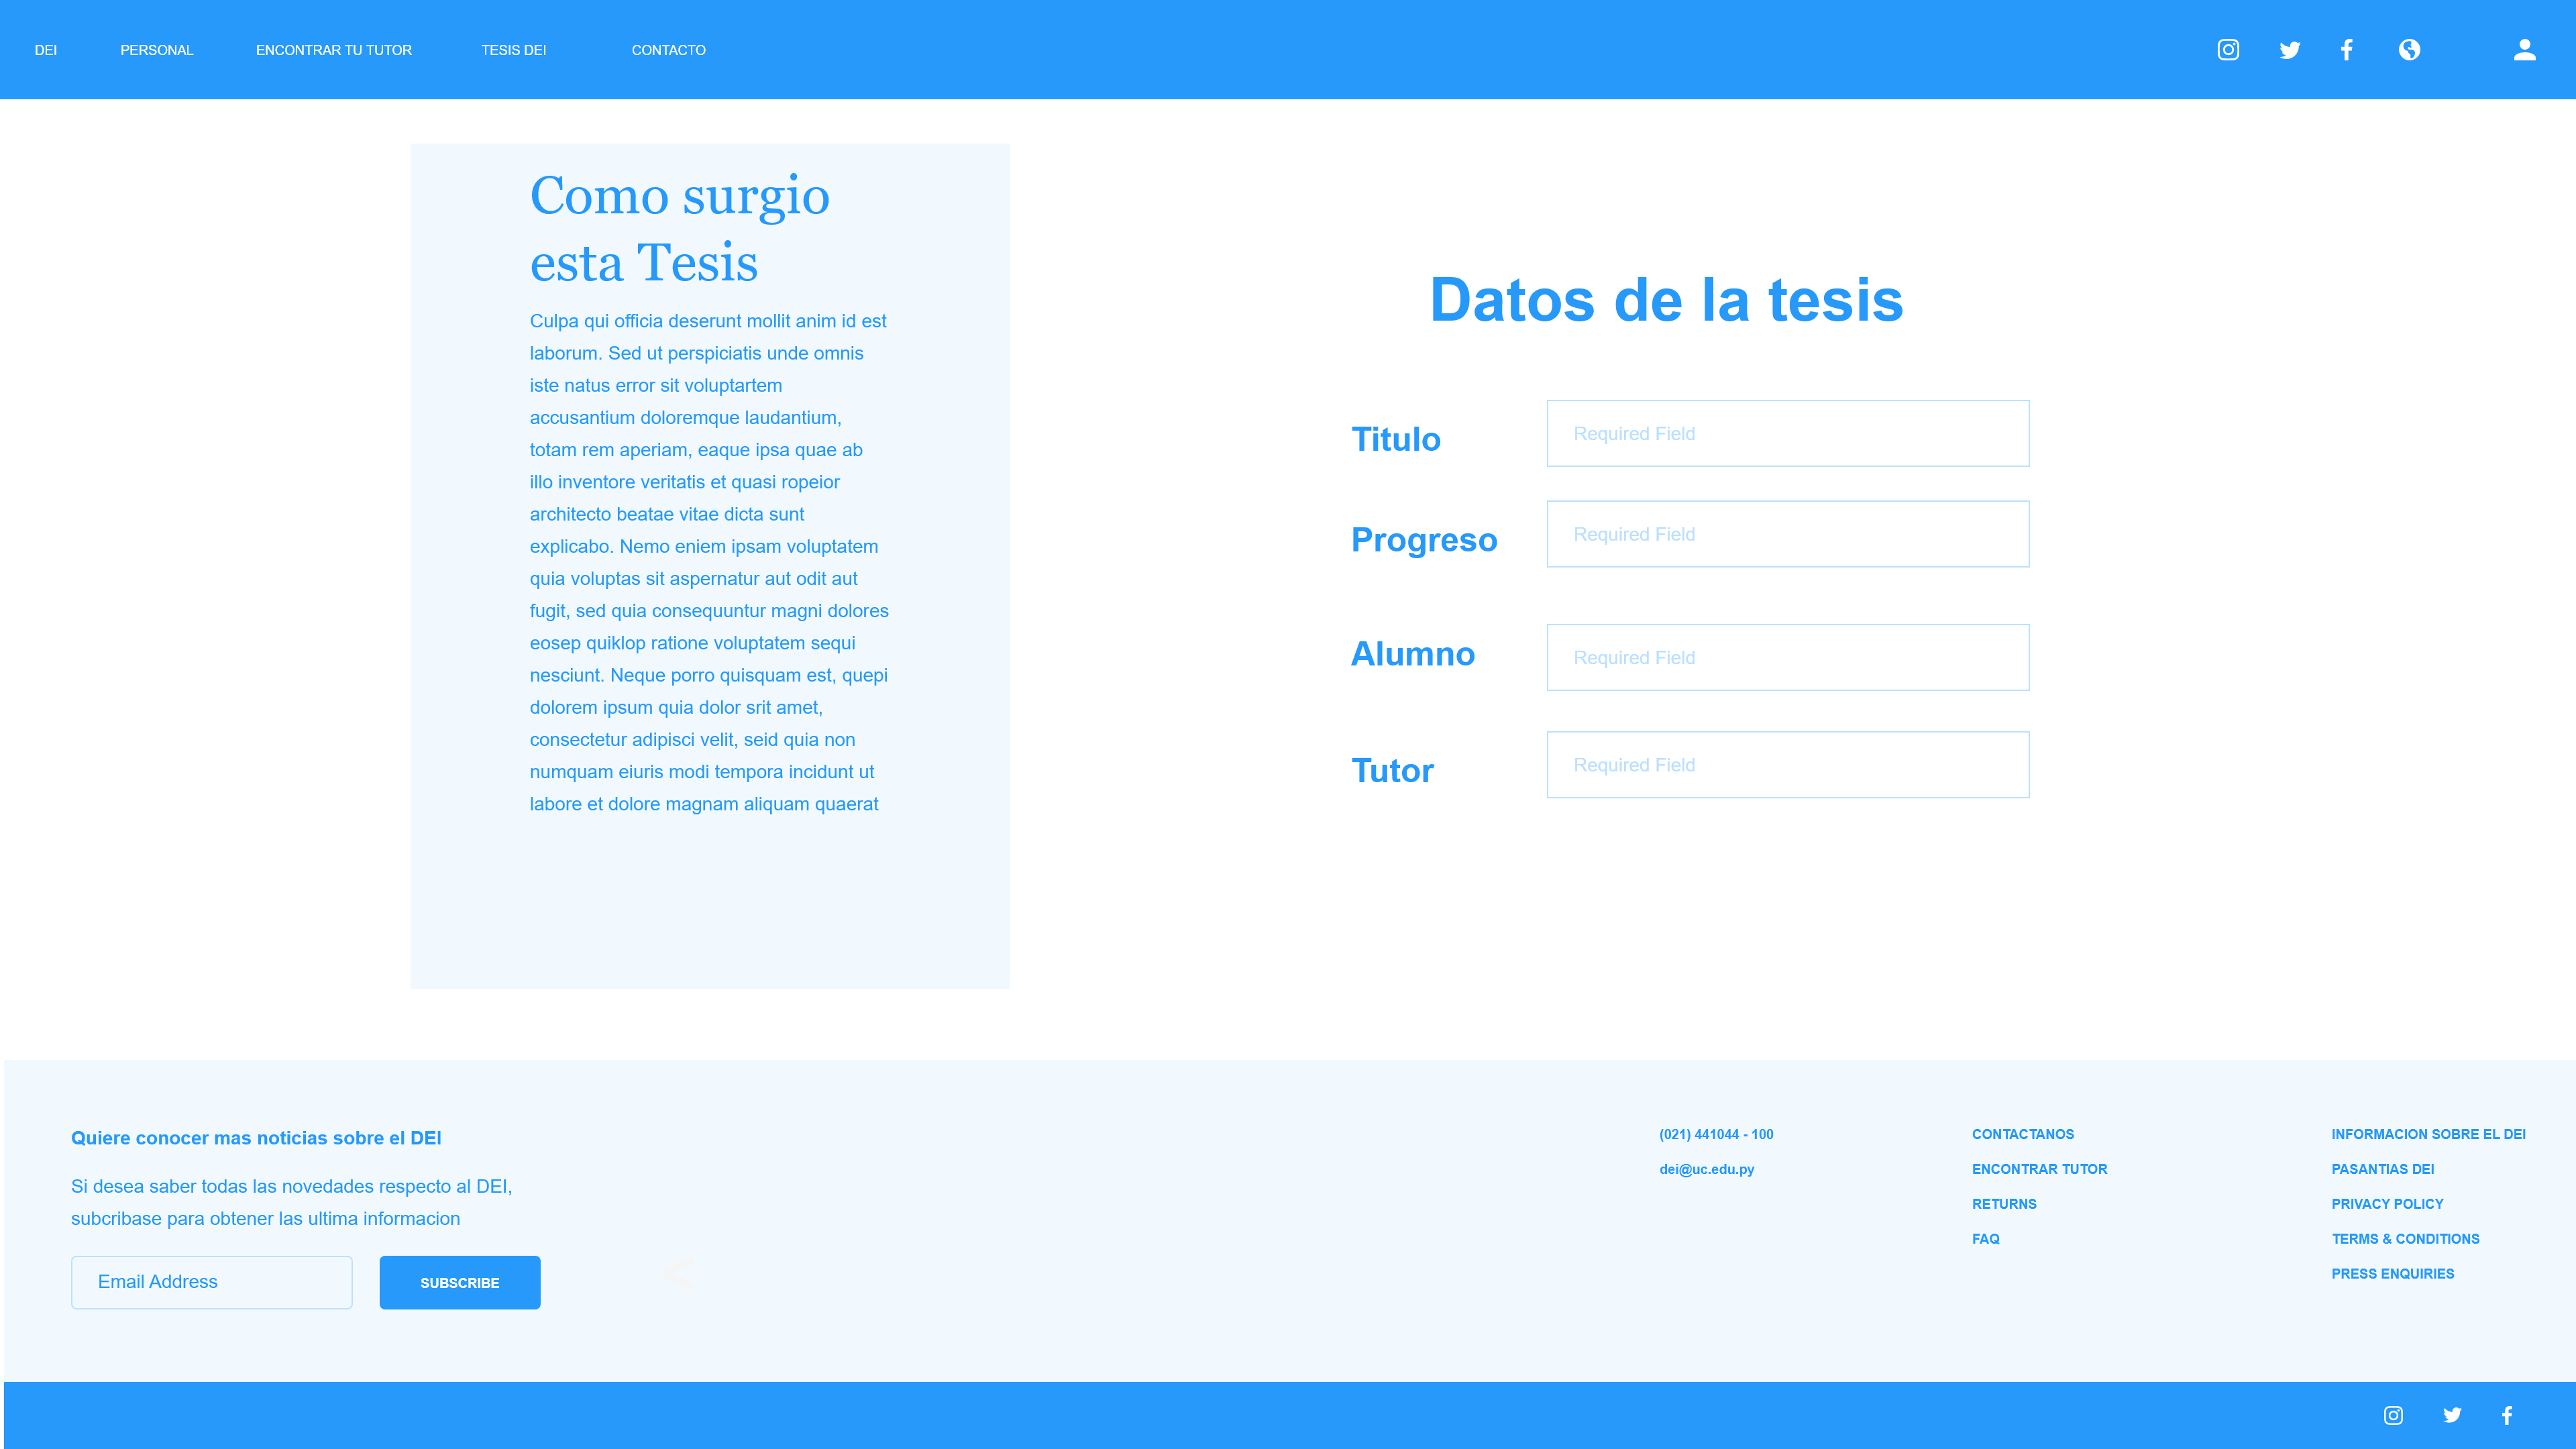 DEI PERSONAL ENCONTRAR TU TUTOR TESIS DEI CONTACTO
Como surgio
esta Tesis
Culpa qui officia deserunt mollit anim id est
laborum. Sed ut perspiciatis unde omnis
iste natus error sit voluptartem
accusantium doloremque laudantium,
totam rem aperiam, eaque ipsa quae ab
illo inventore veritatis et quasi ropeior
architecto beatae vitae dicta sunt
explicabo. Nemo eniem ipsam voluptatem
quia voluptas sit aspernatur aut odit aut
fugit, sed quia consequuntur magni dolores
eosep quiklop ratione voluptatem sequi
nesciunt. Neque porro quisquam est, quepi
dolorem ipsum quia dolor srit amet,
consectetur adipisci velit, seid quia non
numquam eiuris modi tempora incidunt ut
labore et dolore magnam aliquam quaerat
Datos de la tesis
Titulo Required Field
Progreso Required Field
Alumno Required Field
Tutor Required Field
Quiere conocer mas noticias sobre el DEI
Si desea saber todas las novedades respecto al DEI,
subcribase para obtener las ultima informacion
Email Address SUBSCRIBE
(021) 441044 - 100
dei@uc.edu.py
CONTACTANOS
ENCONTRAR TUTOR
RETURNS
FAQ
INFORMACION SOBRE EL DEI
PASANTIAS DEI
PRIVACY POLICY
TERMS & CONDITIONS
PRESS ENQUIRIES